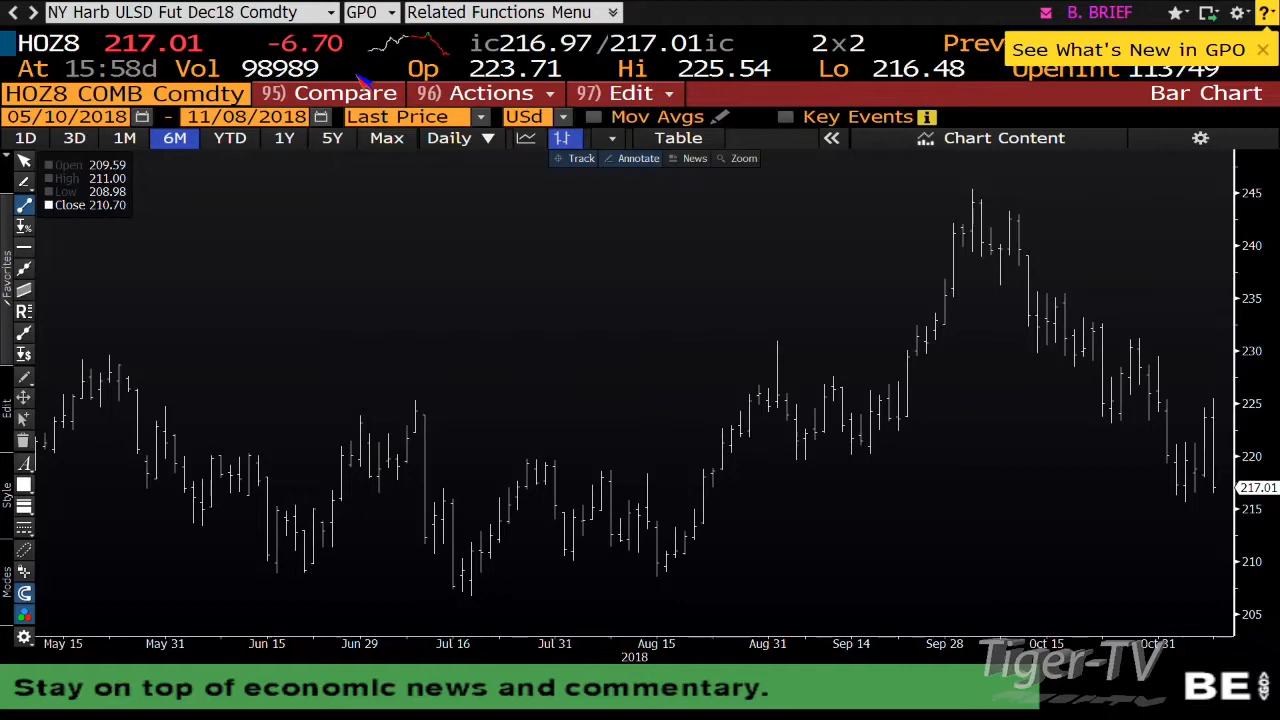 NY Harb ULSD Fut Dec18 Comdty GPO Related Functions Menu B. BRIEF ?
HOZ8 217.01 -6.70 ic216.97/217.01ic 2x2 Prev
See What's New in GPO ×
At 15:58d Vol 98989 Op 223.71 Hi 225.54 Lo 216.48 OpenInt 113749
HOZ8 COMB Comdty 95) Compare 96) Actions 97) Edit Bar Chart
05/10/2018 - 11/08/2018 Last Price USd Mov Avgs Key Events i
1D 3D 1M 6M YTD 1Y 5Y Max Daily Table Chart Content
Track Annotate News Zoom
Open 209.59
High 211.00
Low 208.98
Close 210.70
Favorites
Edit
Style
Modes
245
240
235
230
225
220
217.01
215
210
205
May 15 May 31 Jun 15 Jun 29 Jul 16 Jul 31 Aug 15 Aug 31 Sep 14 Sep 28 Oct 15 Oct 31
2018
Tiger-TV
Stay on top of economic news and commentary.
BE